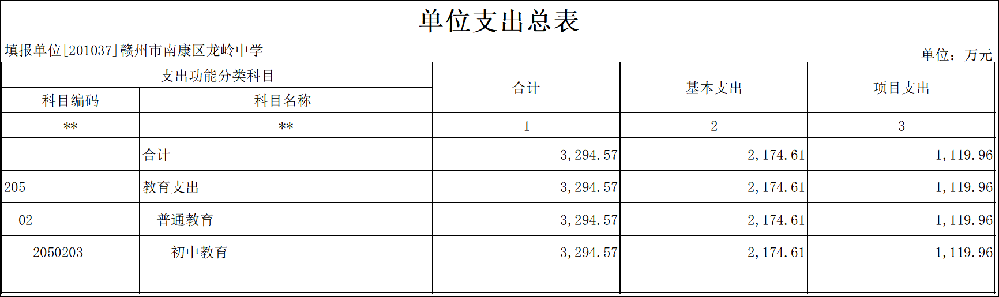 单位支出总表
填报单位[201037]赣州市南康区龙岭中学 单位：万元
支出功能分类科目 合计 基本支出 项目支出
科目编码 科目名称
** ** 1 2 3
合计 3,294.57 2,174.61 1,119.96
205 教育支出 3,294.57 2,174.61 1,119.96
02 普通教育 3,294.57 2,174.61 1,119.96
2050203 初中教育 3,294.57 2,174.61 1,119.96